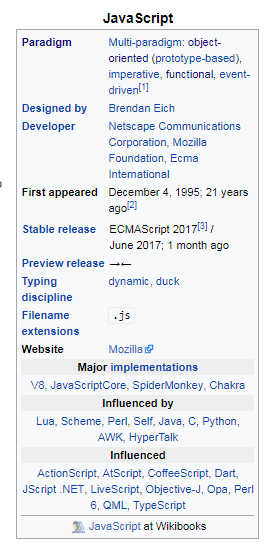 JavaScript
Paradigm Multi-paradigm: object-
oriented (prototype-based),
imperative, functional, event-
driven[1]
Designed by Brendan Eich
Developer Netscape Communications
Corporation, Mozilla
Foundation, Ecma
International
First appeared December 4, 1995; 21 years
ago[2]
Stable release ECMAScript 2017[3] /
June 2017; 1 month ago
Preview release →←
Typing dynamic, duck
discipline
Filename .js
extensions
Website Mozilla
Major implementations
V8, JavaScriptCore, SpiderMonkey, Chakra
Influenced by
Lua, Scheme, Perl, Self, Java, C, Python,
AWK, HyperTalk
Influenced
ActionScript, AtScript, CoffeeScript, Dart,
JScript .NET, LiveScript, Objective-J, Opa, Perl
6, QML, TypeScript
JavaScript at Wikibooks